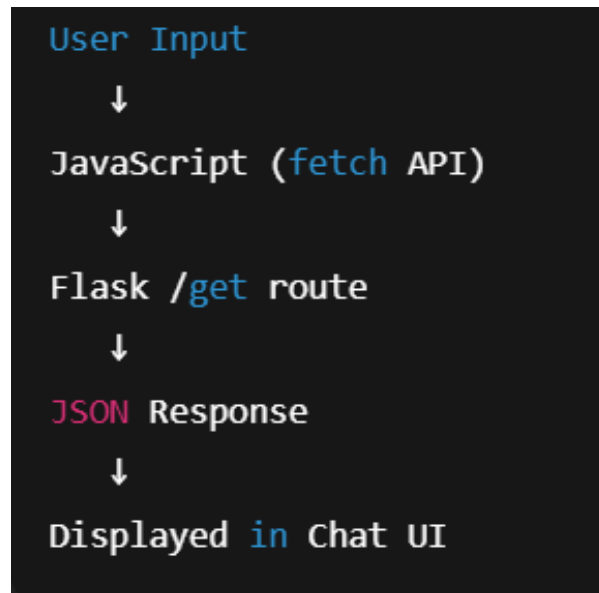 User Input
↓
JavaScript (fetch API)
↓
Flask /get route
↓
JSON Response
↓
Displayed in Chat UI